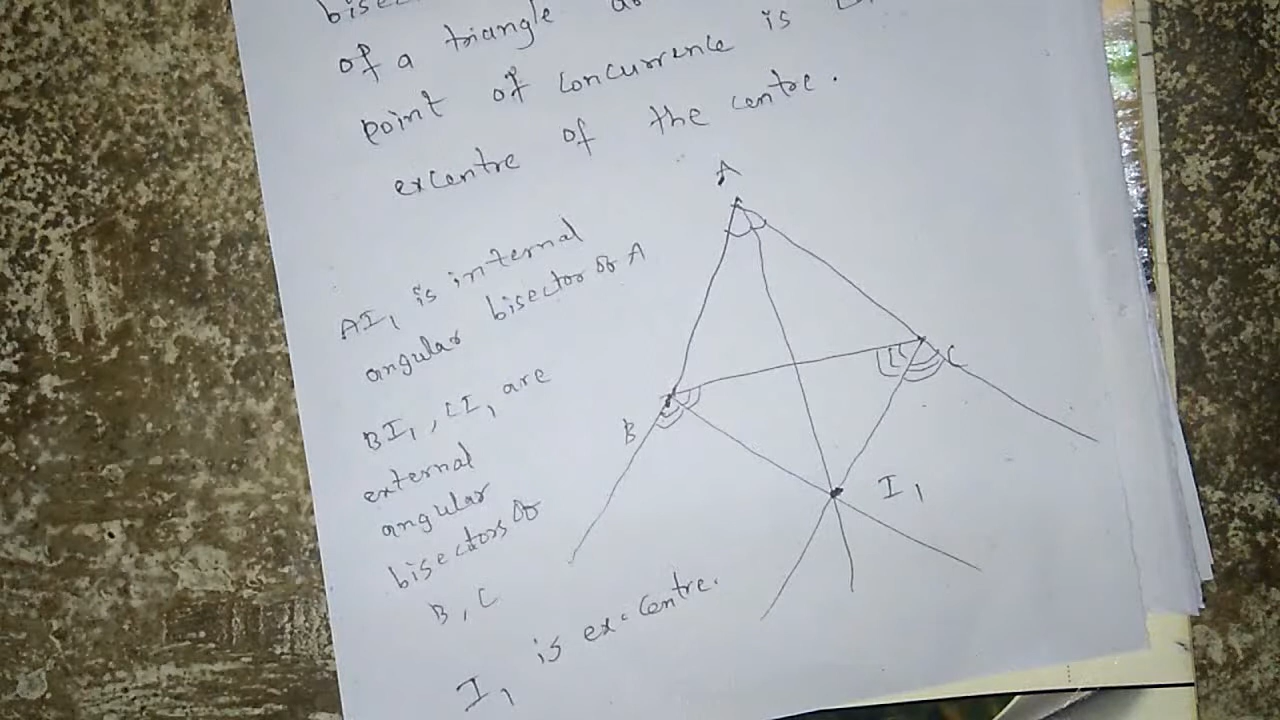 of a triangle
point of concurrence is
excentre of the centre.
A
AI₁ is internal
angular bisector of A
BI₁, CI₁ are
external
angular
bisectors of
B, C
I₁ is ex-centre.
B
C
I₁